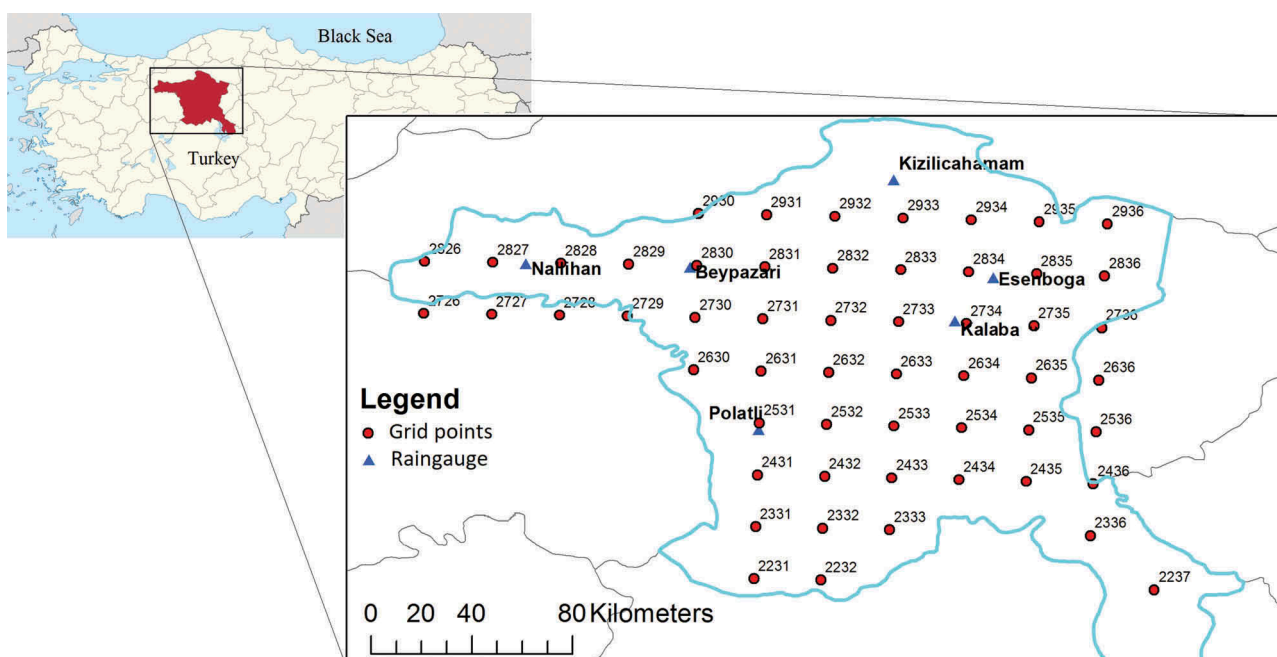 Black Sea
Turkey
Kizilicahamam
2930 2931 2932 2933 2934 2935 2936
2826 2827 2828 2829 2830 2831 2832 2833 2834 2835 2836
Nallihan Beypazari Esenboga
2726 2727 2728 2729 2730 2731 2732 2733 2734 2735 2736
Kalaba
2630 2631 2632 2633 2634 2635 2636
Legend
Polatli 2531 2532 2533 2534 2535 2536
Grid points
Raingauge
2431 2432 2433 2434 2435 2436
2331 2332 2333 2336
2231 2232 2237
0 20 40 80 Kilometers